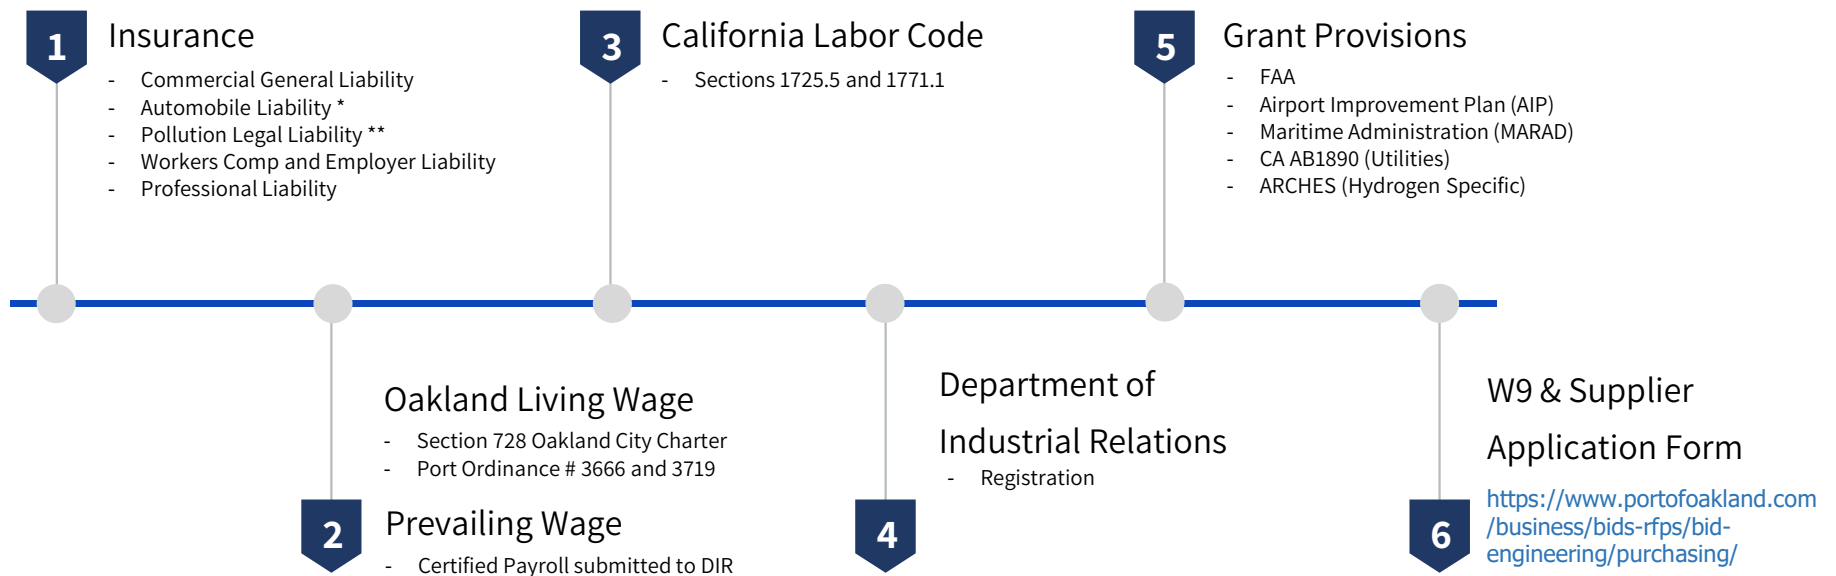 1
Insurance
- Commercial General Liability
- Automobile Liability *
- Pollution Legal Liability **
- Workers Comp and Employer Liability
- Professional Liability
3
California Labor Code
- Sections 1725.5 and 1771.1
5
Grant Provisions
- FAA
- Airport Improvement Plan (AIP)
- Maritime Administration (MARAD)
- CA AB1890 (Utilities)
- ARCHES (Hydrogen Specific)
2
Oakland Living Wage
- Section 728 Oakland City Charter
- Port Ordinance # 3666 and 3719
Prevailing Wage
- Certified Payroll submitted to DIR
4
Department of
Industrial Relations
- Registration
6
W9 & Supplier
Application Form
https://www.portofoakland.com
/business/bids-rfps/bid-
engineering/purchasing/